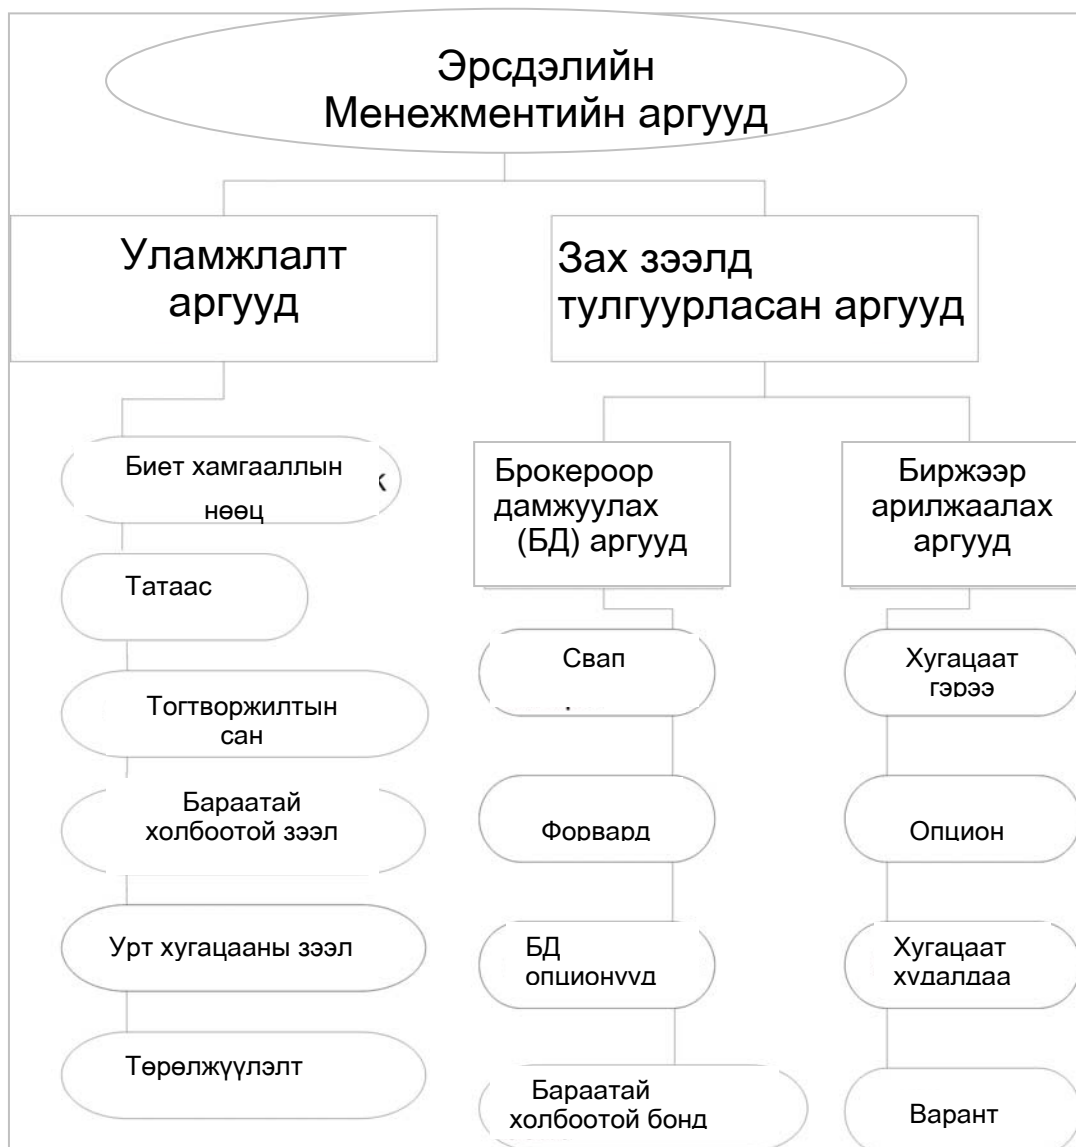 Эрсдэлийн
Менежментийн аргууд
Уламжлалт
аргууд
Зах зээлд
тулгуурласан аргууд
Биет хамгааллын
нөөц
Татаас
Тогтворжилтын
сан
Бараатай
холбоотой зээл
Урт хугацааны зээл
Төрөлжүүлэлт
Брокероор
дамжуулах
(БД) аргууд
Свап
Форвард
БД
опционууд
Бараатай
холбоотой бонд
Биржээр
арилжаалах
аргууд
Хугацаат
гэрээ
Опцион
Хугацаат
худалдаа
Варант